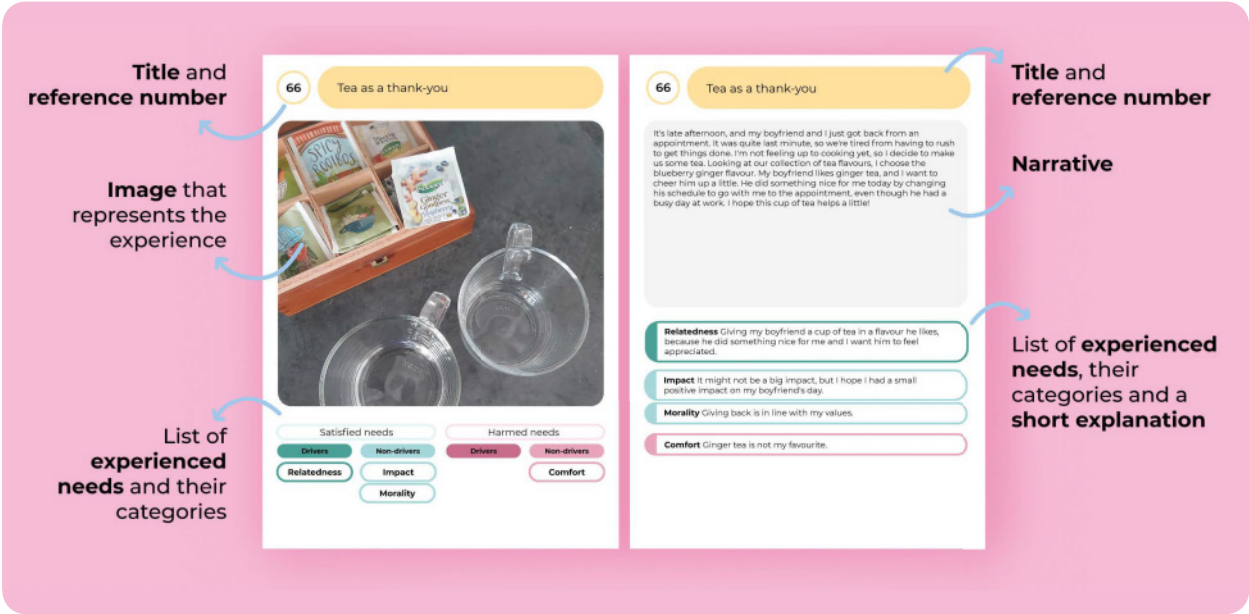 Title and
reference number
Image that
represents the
experience
List of
experienced
needs and their
categories
66
Tea as a thank-you
SPICY
ROOIBOS
Ginger
Goodness
Satisfied needs
Harmed needs
Drivers
Non-drivers
Drivers
Non-drivers
Relatedness
Impact
Comfort
Morality
66
Tea as a thank-you
It's late afternoon, and my boyfriend and I just got back from an
appointment. It was quite last minute, so we're tired from having to rush
to get things done. I'm not feeling up to cooking yet, so I decide to make
us some tea. Looking at our collection of tea flavours, I choose the
blueberry ginger flavour. My boyfriend likes ginger tea, and I want to
cheer him up a little. He did something nice for me today by changing
his schedule to go with me to the appointment, even though he had a
busy day at work. I hope this cup of tea helps a little!
Relatedness Giving my boyfriend a cup of tea in a flavour he likes,
because he did something nice for me and I want him to feel
appreciated.
Impact It might not be a big impact, but I hope I had a small
positive impact on my boyfriend's day.
Morality Giving back is in line with my values.
Comfort Ginger tea is not my favourite.
Title and
reference number
Narrative
List of experienced
needs, their
categories and a
short explanation